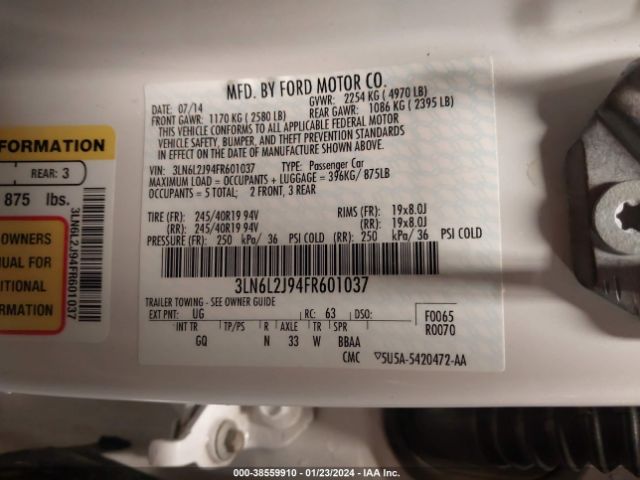 MFD. BY FORD MOTOR CO.
DATE: 07/14 GVWR: 2254 KG ( 4970 LB)
FRONT GAWR: 1170 KG ( 2580 LB) REAR GAWR: 1086 KG ( 2395 LB)
THIS VEHICLE CONFORMS TO ALL APPLICABLE FEDERAL MOTOR
VEHICLE SAFETY, BUMPER, AND THEFT PREVENTION STANDARDS
IN EFFECT ON THE DATE OF MANUFACTURE SHOWN ABOVE.
VIN: 3LN6L2J94FR601037 TYPE: Passenger Car
MAXIMUM LOAD = OCCUPANTS + LUGGAGE = 396KG/ 875LB
OCCUPANTS = 5 TOTAL; 2 FRONT, 3 REAR
TIRE (FR): 245/40R19 94V RIMS (FR): 19x8.0J
(RR): 245/40R19 94V (RR): 19x8.0J
PRESSURE (FR): 250 kPa/ 36 PSI COLD (RR) 250 kPa/ 36 PSI COLD
3LN6L2J94FR601037
TRAILER TOWING - SEE OWNER GUIDE
EXT PNT: UG RC: 63 DSO: F0065
INT TR TP/PS R AXLE TR SPR R0070
GQ N 33 W BBAA
CMC 5U5A-5420472-AA
FORMATION
REAR: 3
875 lbs.
OWNERS
NUAL FOR
DITIONAL
RMATION
3LN6L2J94FR601037
000-38559910 - 01/23/2024 - IAA Inc.